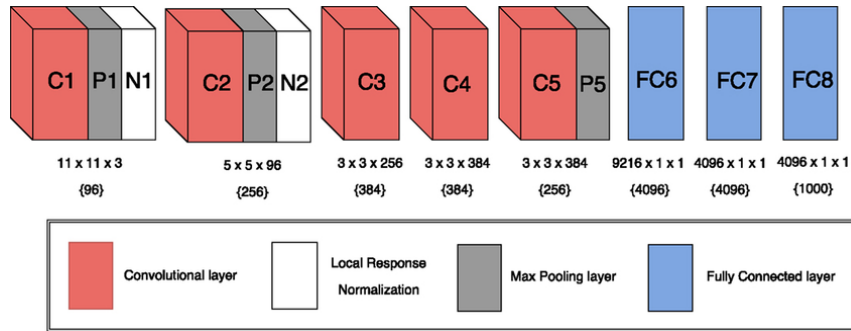 C1 P1 N1 C2 P2 N2 C3 C4 C5 P5 FC6 FC7 FC8
11 x 11 x 3 5 x 5 x 96 3 x 3 x 256 3 x 3 x 384 3 x 3 x 384 9216 x 1 x 1 4096 x 1 x 1 4096 x 1 x 1
{96} {256} {384} {384} {256} {4096} {4096} {1000}
Convolutional layer
Local Response
Normalization
Max Pooling layer
Fully Connected layer